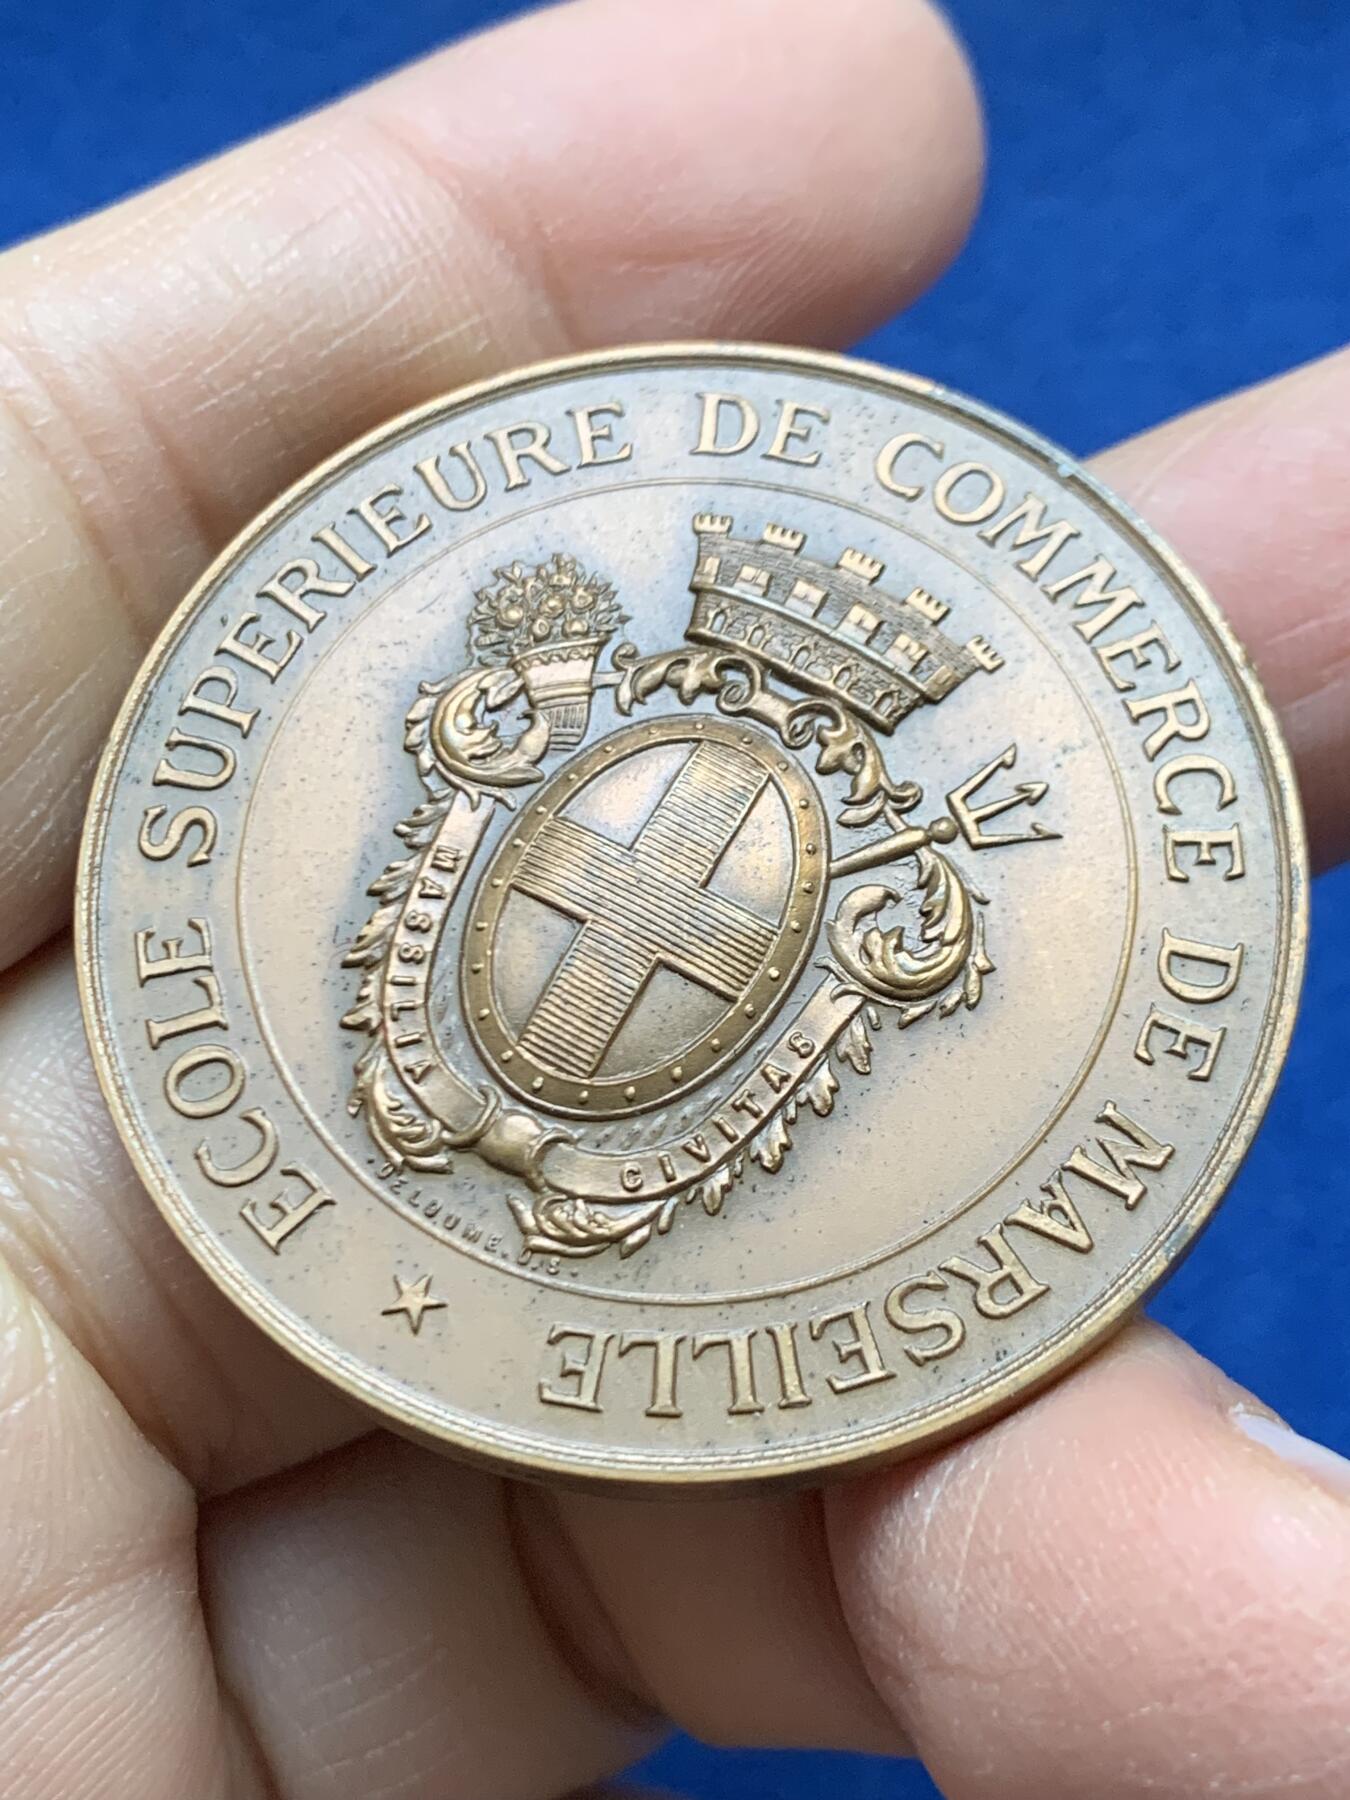 ECOLE SUPÉRIEURE DE COMMERCE DE MARSEILLE
MASSILIA
CIVITAS
DELOUME. D.S.